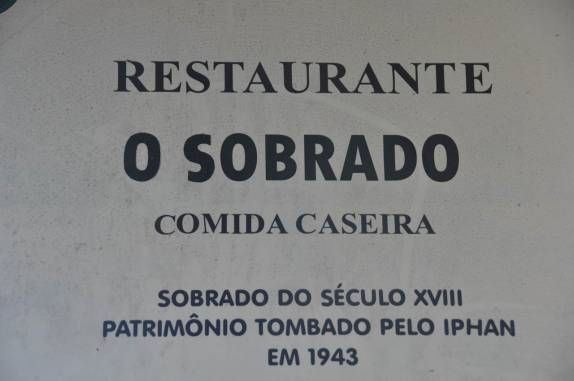 RESTAURANTE
O SOBRADO
COMIDA CASEIRA
SOBRADO DO SÉCULO XVIII
PATRIMÔNIO TOMBADO PELO IPHAN
EM 1943